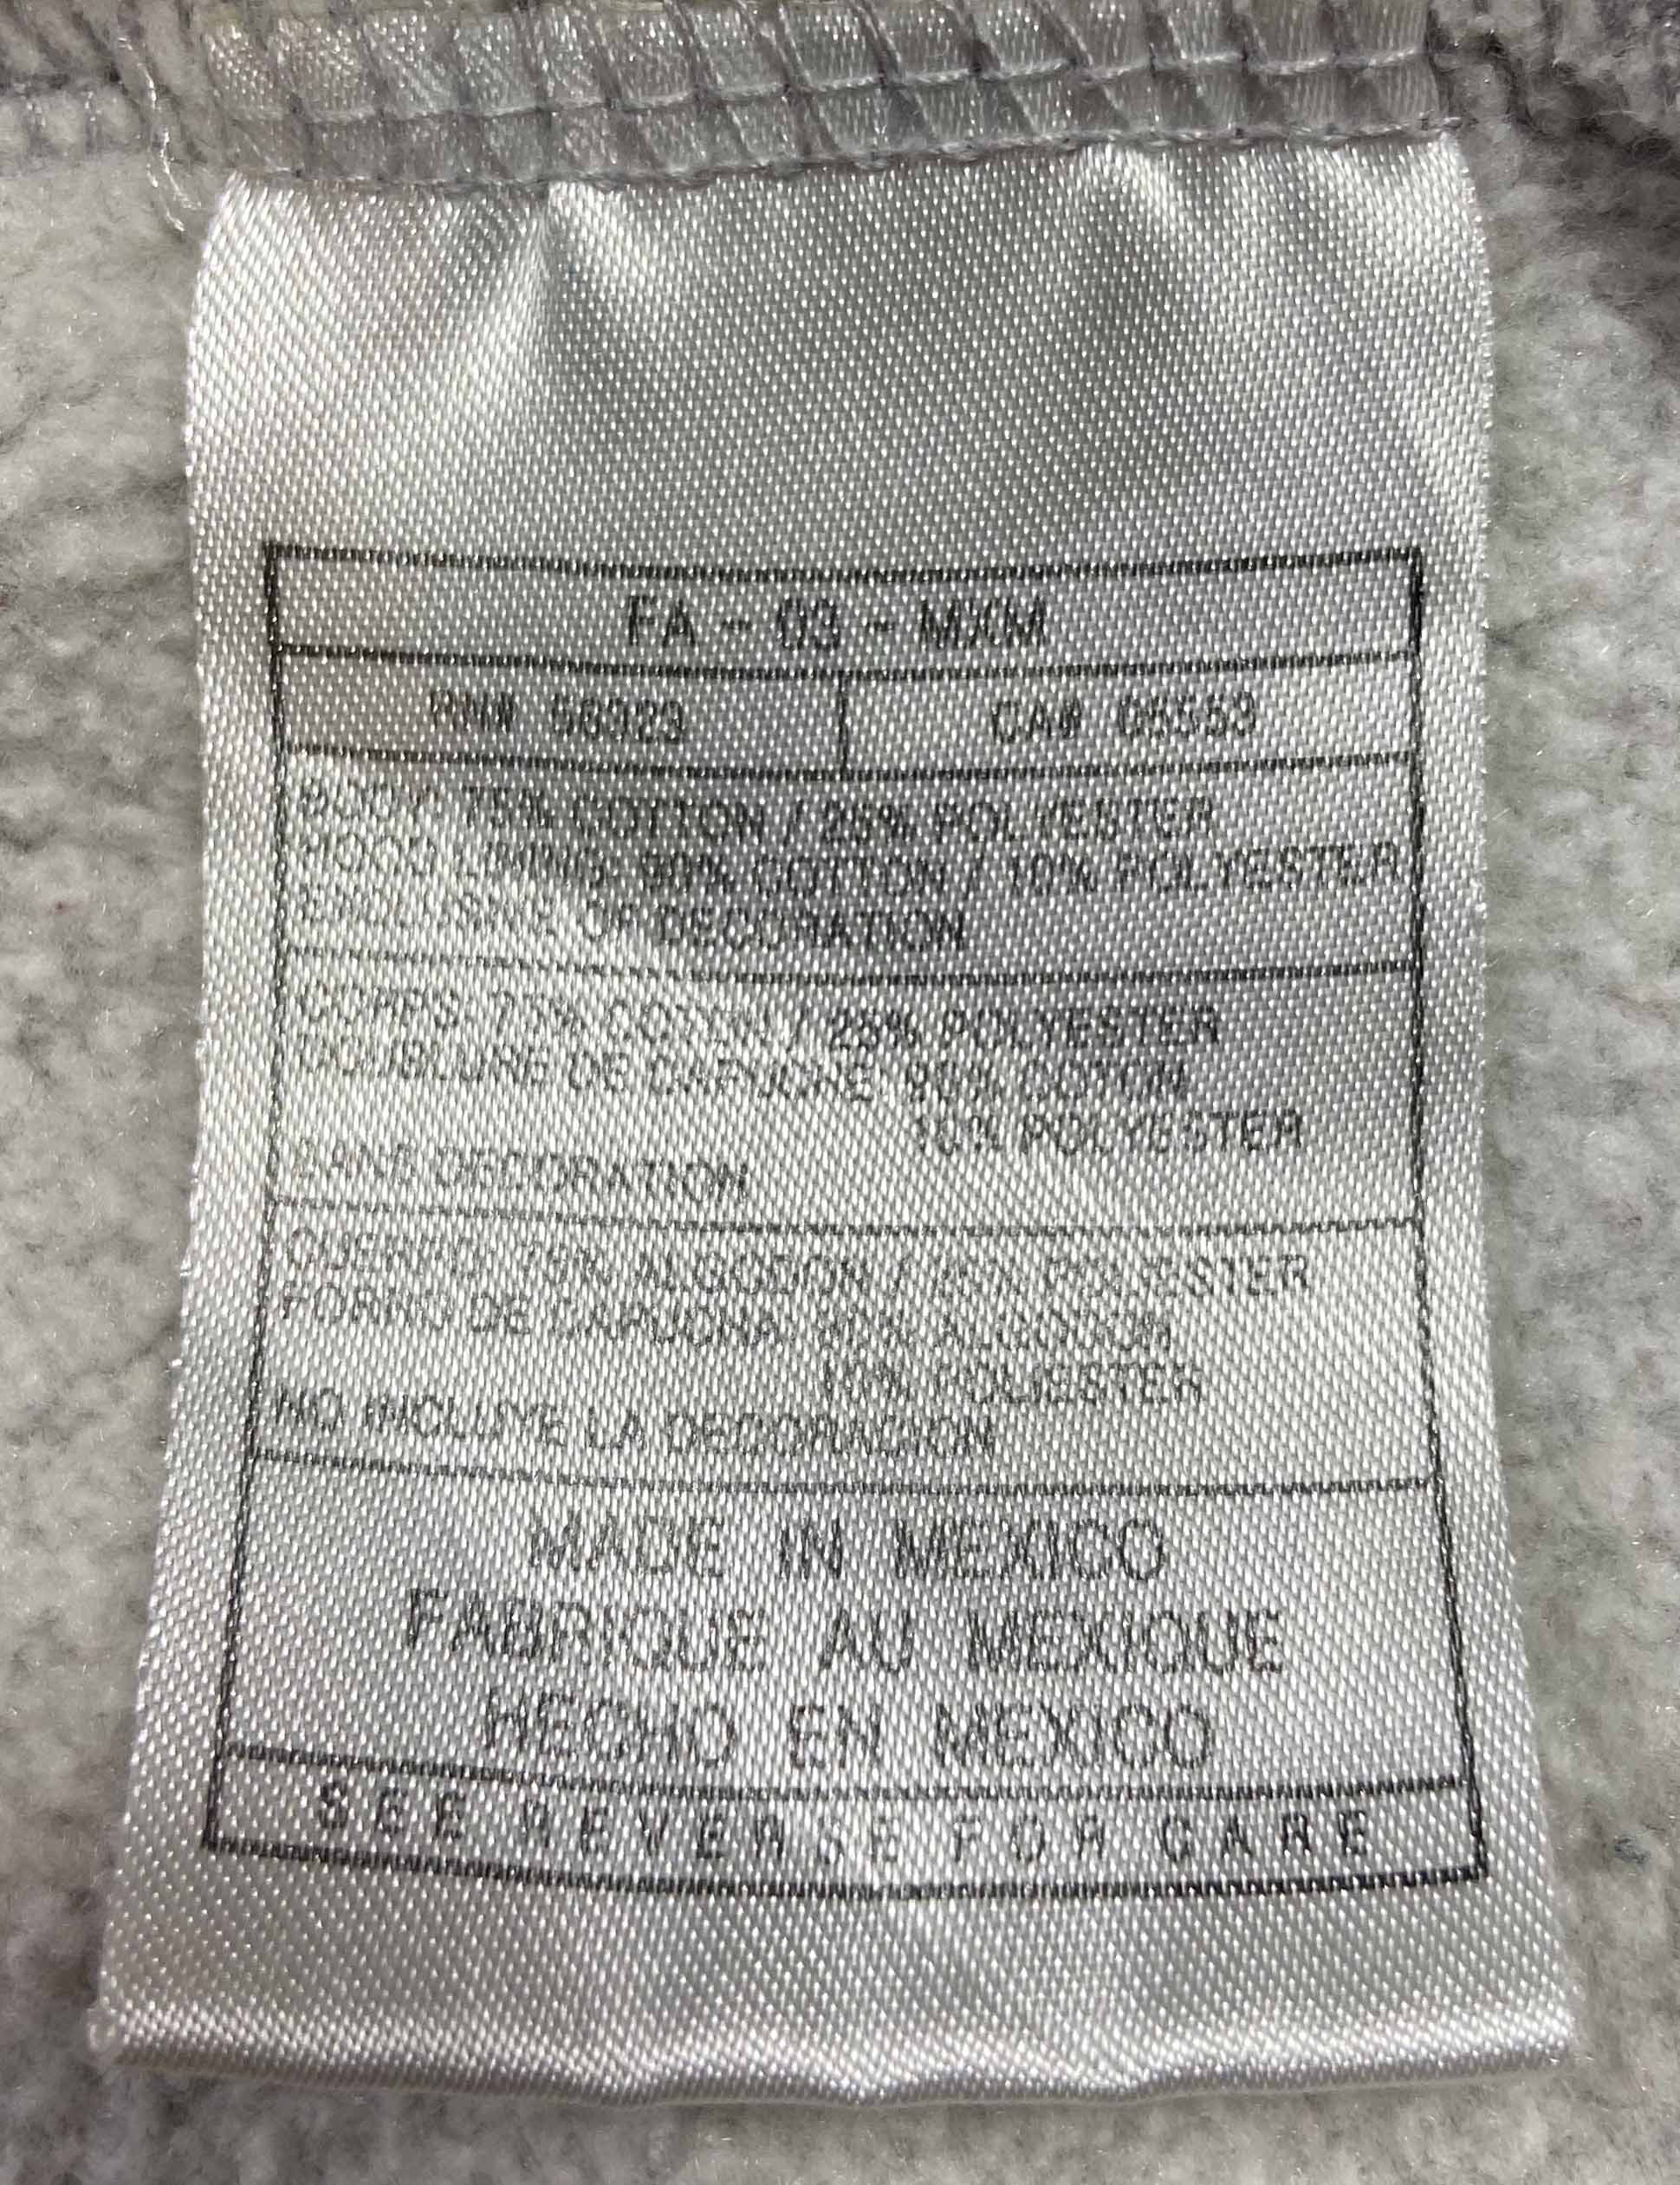 FA - 03 - MXM
RN# 56323 CA# 05553
BODY: 75% COTTON / 25% POLYESTER
HOOD LINING: 90% COTTON / 10% POLYESTER
EXCLUSIVE OF DECORATION
CORPS: 75% COTON / 25% POLYESTER
DOUBLURE DE CAPUCHE: 90% COTON
10% POLYESTER
SANS DECORATION
CUERPO: 75% ALGODON / 25% POLIESTER
FORRO DE CAPUCHA: 90% ALGODON
10% POLIESTER
NO INCLUYE LA DECORACION
MADE IN MEXICO
FABRIQUE AU MEXIQUE
HECHO EN MEXICO
SEE REVERSE FOR CARE